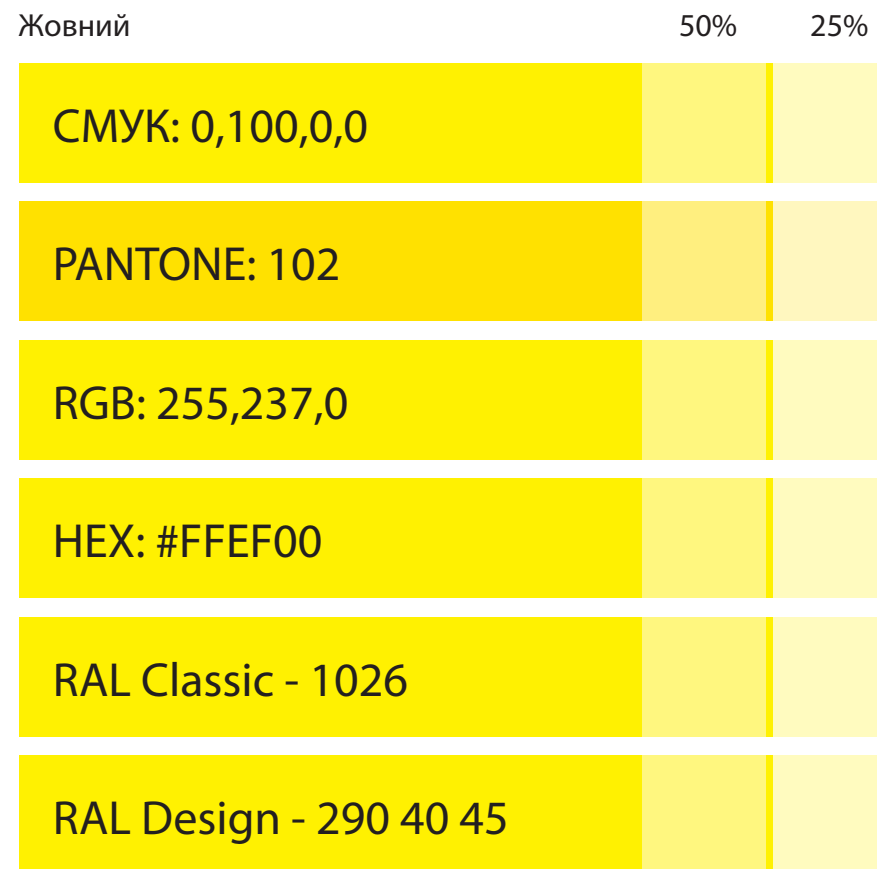 Жовний 50% 25%
СМУК: 0,100,0,0
PANTONE: 102
RGB: 255,237,0
HEX: #FFEF00
RAL Classic - 1026
RAL Design - 290 40 45